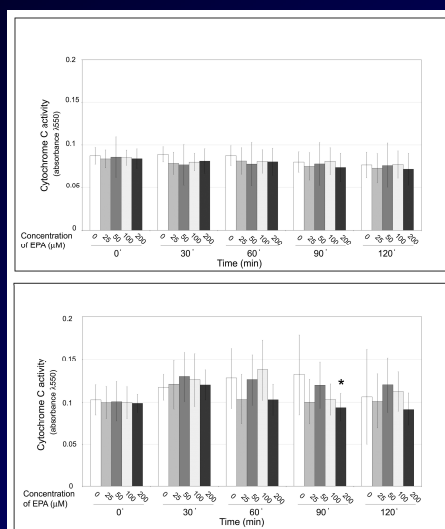 0.2
0.15
0.1
0.06
0
Cytochrome C activity
(absorbance λ550)
Concentration
of EPA (μM)
0 25 50 100 200 0 25 50 100 200 0 25 50 100 200 0 25 50 100 200 0 25 50 100 200
0´ 30´ 60´ 90´ 120´
Time (min)
0.2
0.15
0.1
0.05
0
Cytochrome C activity
(absorbance λ550)
*
Concentration
of EPA (μM)
0 25 50 100 200 0 25 50 100 200 0 25 50 100 200 0 25 50 100 200 0 25 50 100 200
0´ 30´ 60´ 90´ 120´
Time (min)